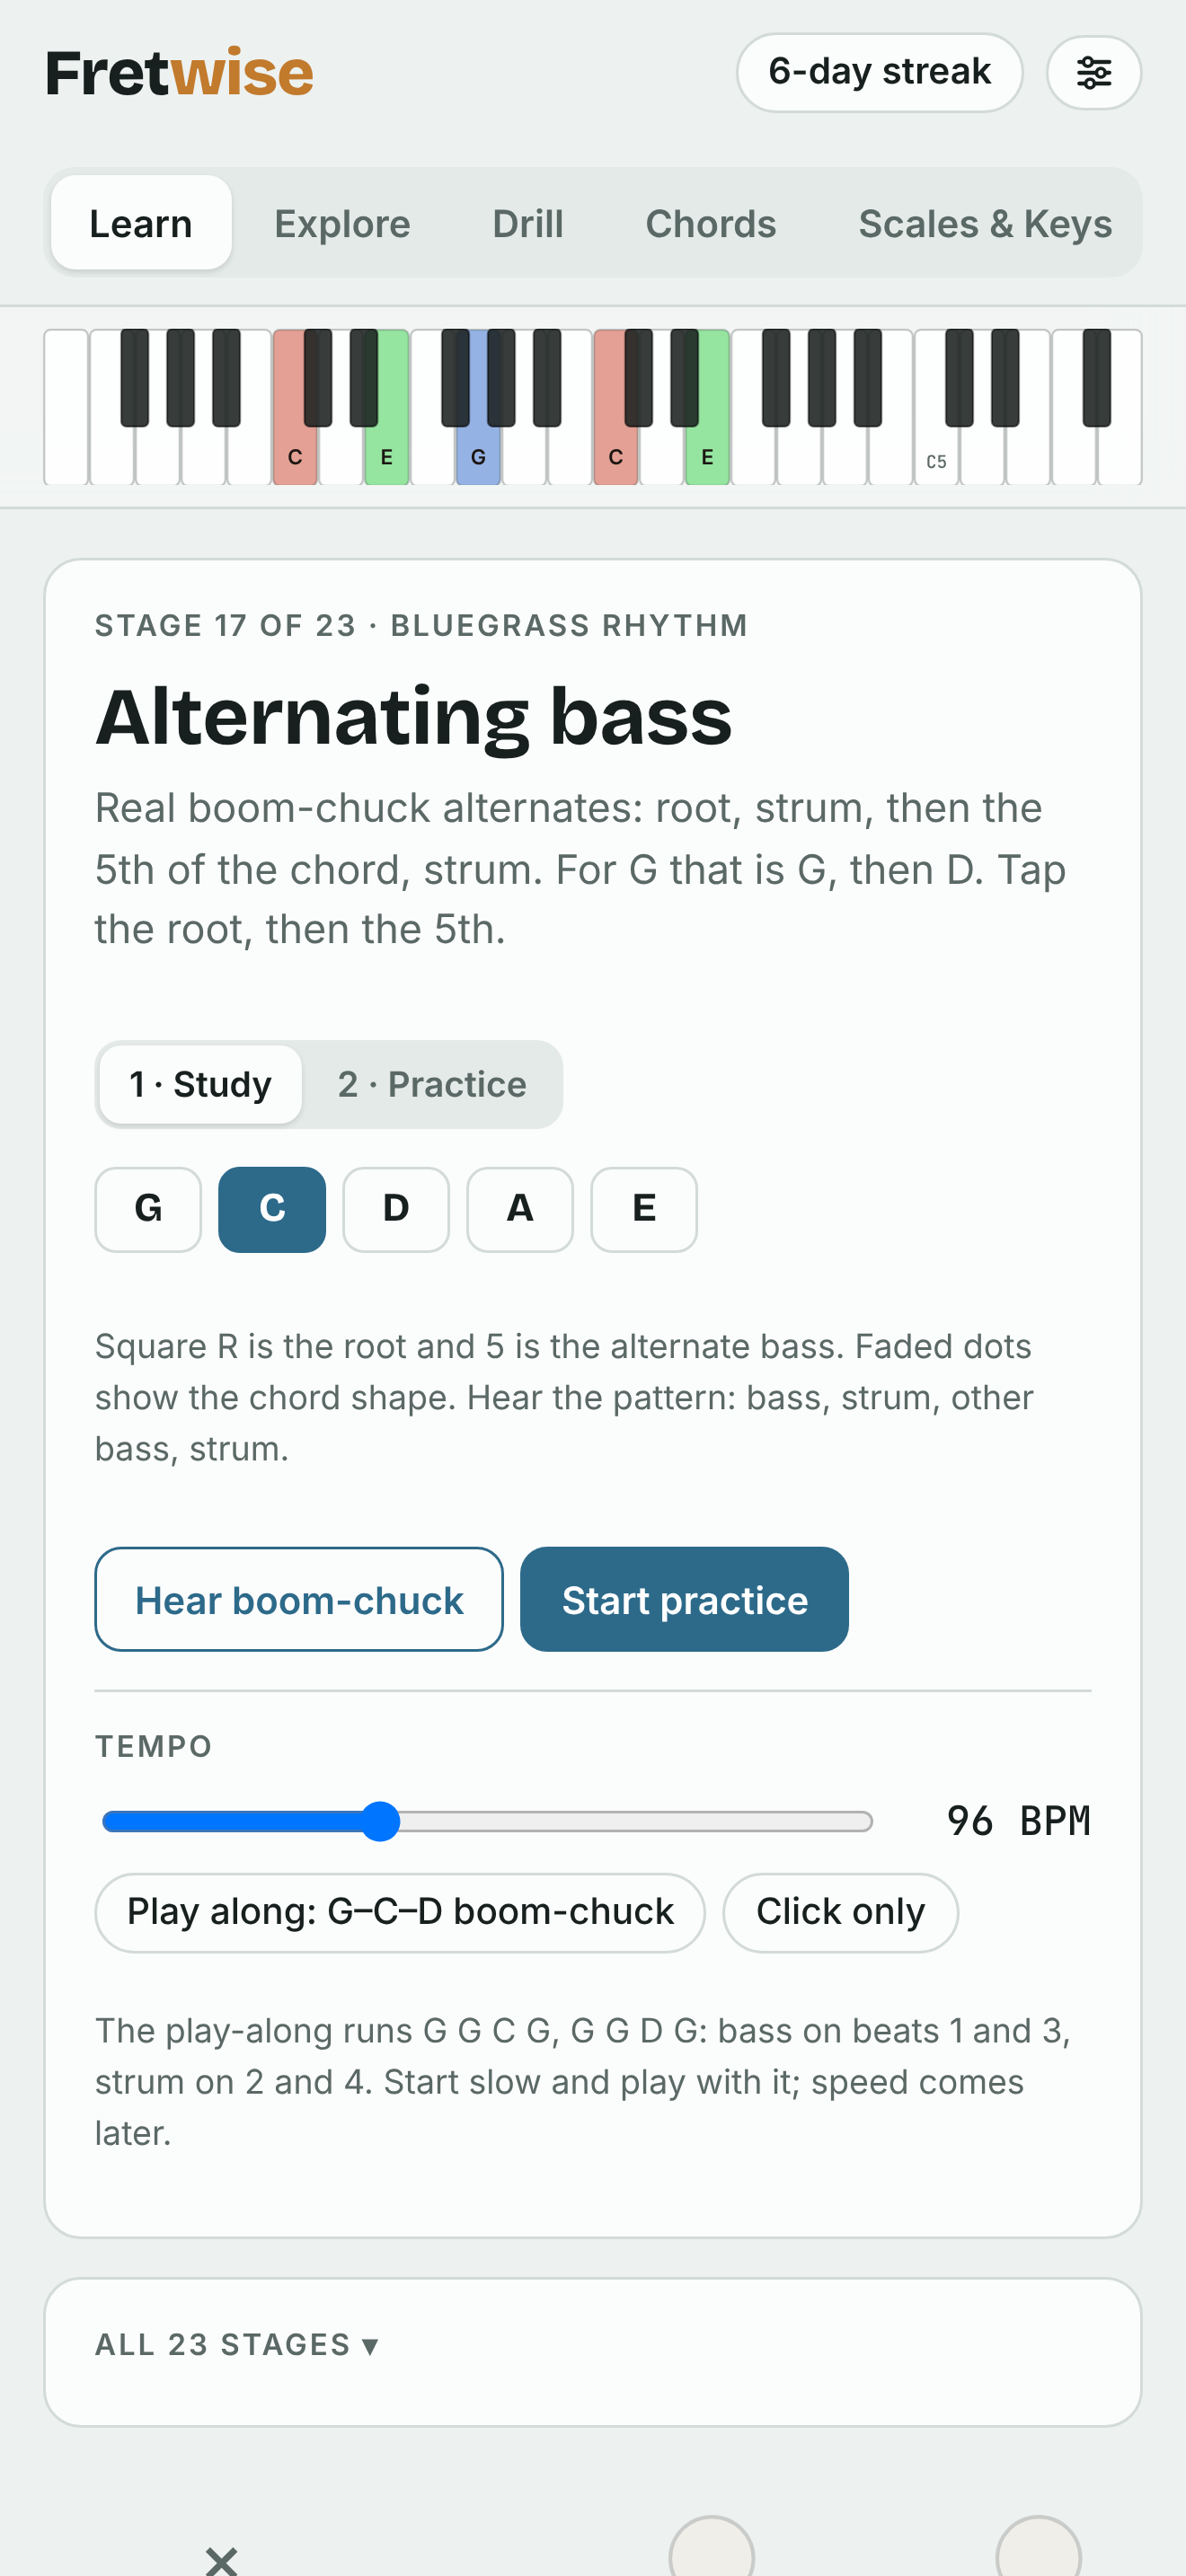 Fretwise
6-day streak
Learn Explore Drill Chords Scales & Keys
C E G C E C5
STAGE 17 OF 23 · BLUEGRASS RHYTHM
Alternating bass
Real boom-chuck alternates: root, strum, then the
5th of the chord, strum. For G that is G, then D. Tap
the root, then the 5th.
1 · Study 2 · Practice
G C D A E
Square R is the root and 5 is the alternate bass. Faded dots
show the chord shape. Hear the pattern: bass, strum, other
bass, strum.
Hear boom-chuck Start practice
TEMPO
96 BPM
Play along: G–C–D boom-chuck Click only
The play-along runs G G C G, G G D G: bass on beats 1 and 3,
strum on 2 and 4. Start slow and play with it; speed comes
later.
ALL 23 STAGES ▾
×